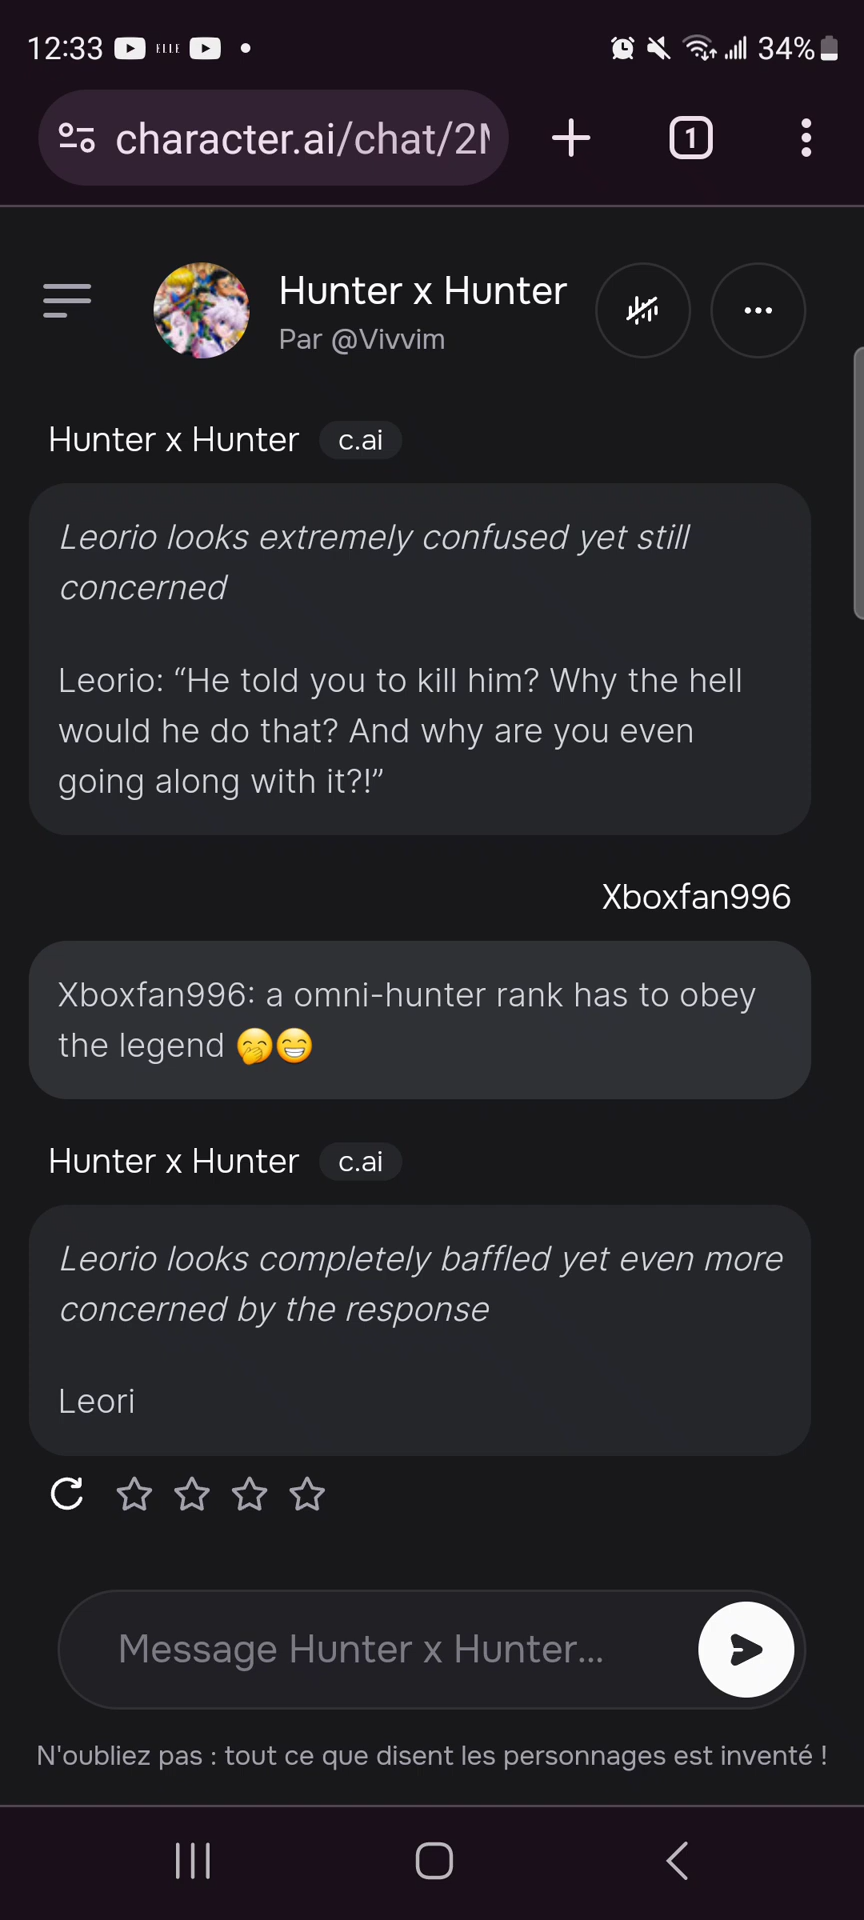 12:33 ELLE 34%
character.ai/chat/2
1
Hunter x Hunter
Par @Vivvim
Hunter x Hunter c.ai
Leorio looks extremely confused yet still
concerned
Leorio: “He told you to kill him? Why the hell
would he do that? And why are you even
going along with it?!”
Xboxfan996
Xboxfan996: a omni-hunter rank has to obey
the legend 🤭😁
Hunter x Hunter c.ai
Leorio looks completely baffled yet even more
concerned by the response
Leori
Message Hunter x Hunter...
N'oubliez pas : tout ce que disent les personnages est inventé !